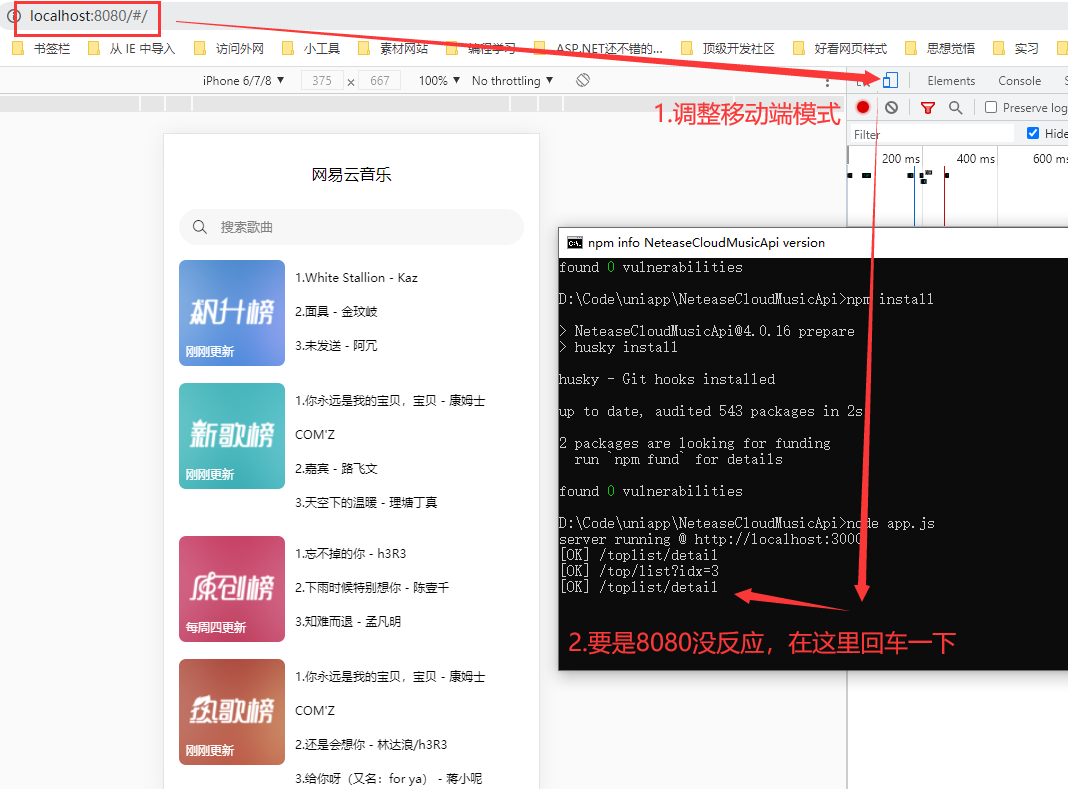 localhost:8080/#/
书签栏 从 IE 中导入 访问外网 小工具 素材网站 编程学习 ASP.NET还不错的... 顶级开发社区 好看网页样式 思想觉悟 实习
iPhone 6/7/8 ▼ 375 × 667 100% ▼ No throttling ▼
Elements Console
1.调整移动端模式
Preserve log
Filter
Hide
200 ms 400 ms 600 ms
网易云音乐
搜索歌曲
飙升榜
刚刚更新
1.White Stallion - Kaz
2.面具 - 金玟岐
3.未发送 - 阿冗
新歌榜
刚刚更新
1.你永远是我的宝贝，宝贝 - 康姆士
COM'Z
2.嘉宾 - 路飞文
3.天空下的温暖 - 理塘丁真
原创榜
每周四更新
1.忘不掉的你 - h3R3
2.下雨时候特别想你 - 陈壹千
3.知难而退 - 孟凡明
热歌榜
刚刚更新
1.你永远是我的宝贝，宝贝 - 康姆士
COM'Z
2.还是会想你 - 林达浪/h3R3
3.给你呀（又名：for ya） - 蒋小呢
npm info NeteaseCloudMusicApi version
found 0 vulnerabilities
D:\Code\uniapp\NeteaseCloudMusicApi>npm install
> NeteaseCloudMusicApi@4.0.16 prepare
> husky install
husky - Git hooks installed
up to date, audited 543 packages in 2s
2 packages are looking for funding
run `npm fund` for details
found 0 vulnerabilities
D:\Code\uniapp\NeteaseCloudMusicApi>node app.js
server running @ http://localhost:3000
[OK] /toplist/detail
[OK] /top/list?idx=3
[OK] /toplist/detail
2.要是8080没反应，在这里回车一下